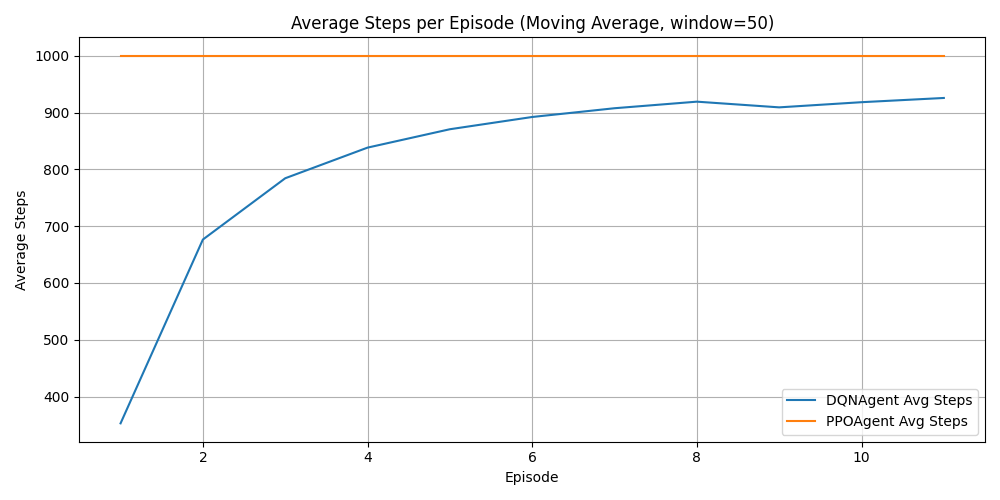 Average Steps per Episode (Moving Average, window=50)
1000
900
800
700
600
500
400
Average Steps
2
4
6
8
10
Episode
DQNAgent Avg Steps
PPOAgent Avg Steps